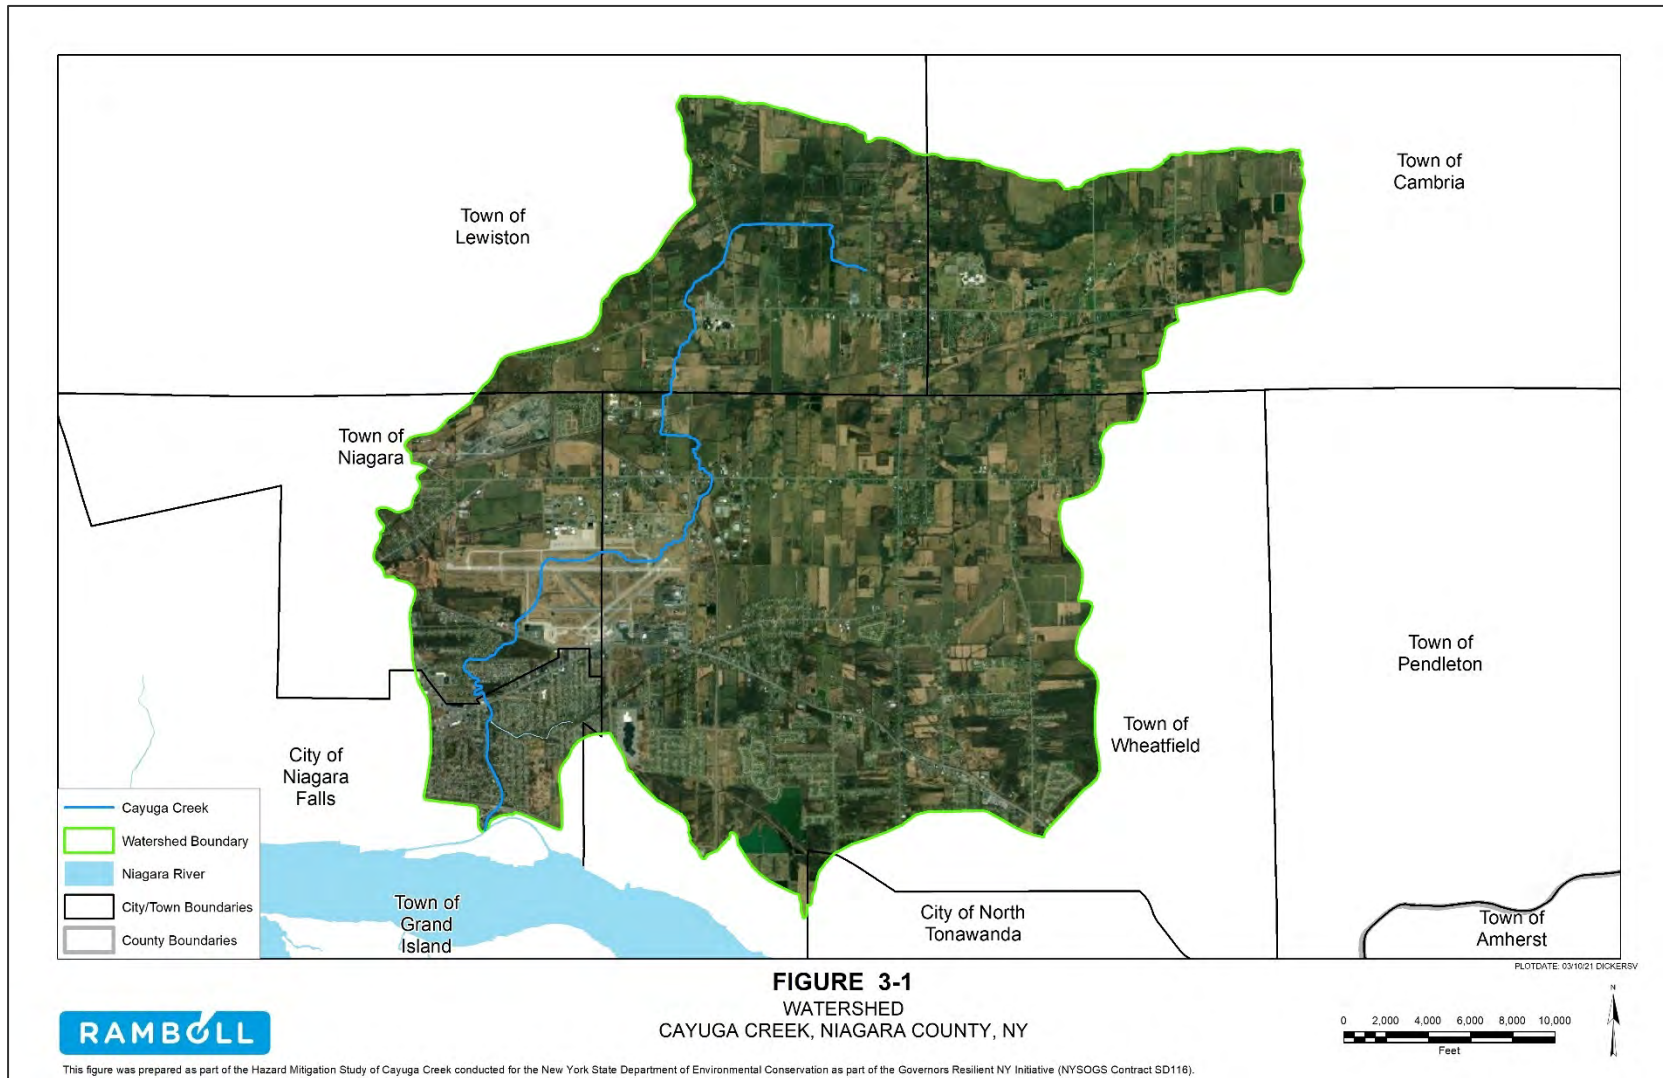 Town of
Cambria
Town of
Lewiston
Town of
Niagara
Town of
Pendleton
Town of
Wheatfield
City of
Niagara
Falls
Cayuga Creek
Watershed Boundary
Niagara River
City/Town Boundaries
County Boundaries
Town of
Grand
Island
City of North
Tonawanda
Town of
Amherst
PLOTDATE: 03/10/21 DICKERSV
FIGURE 3-1
WATERSHED
CAYUGA CREEK, NIAGARA COUNTY, NY
RAMBOLL
N
0 2,000 4,000 6,000 8,000 10,000
Feet
This figure was prepared as part of the Hazard Mitigation Study of Cayuga Creek conducted for the New York State Department of Environmental Conservation as part of the Governors Resilient NY Initiative (NYSOGS Contract SD116).